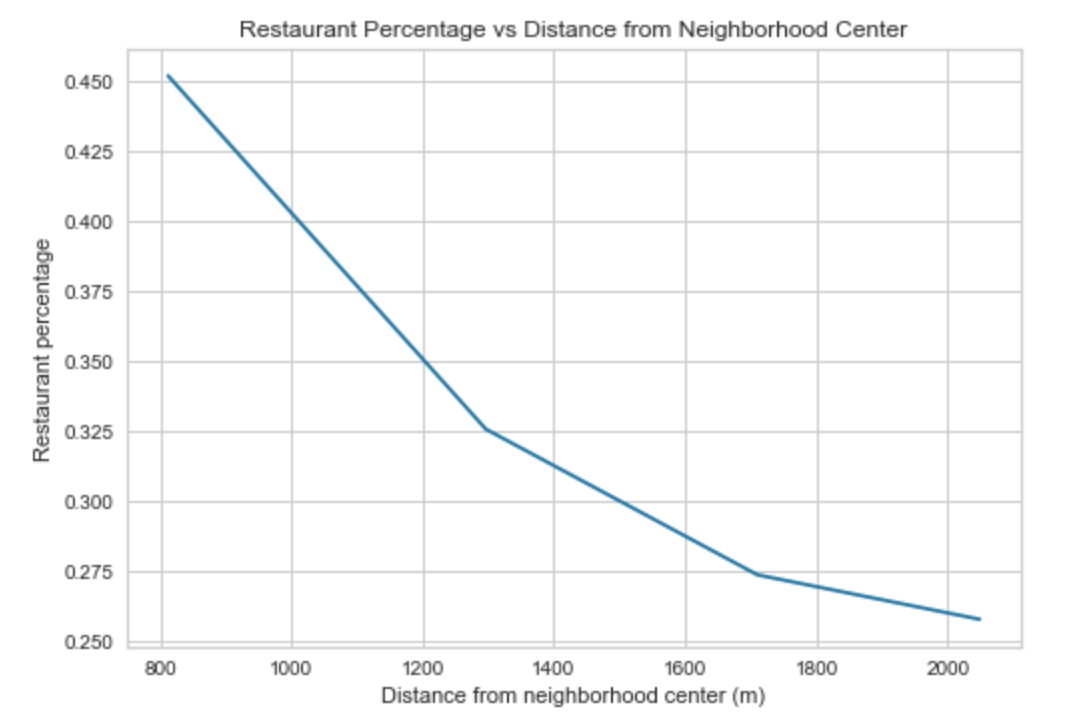 Restaurant Percentage vs Distance from Neighborhood Center
0.450
0.425
0.400
0.375
0.350
0.325
0.300
0.275
0.250
Restaurant percentage
800 1000 1200 1400 1600 1800 2000
Distance from neighborhood center (m)